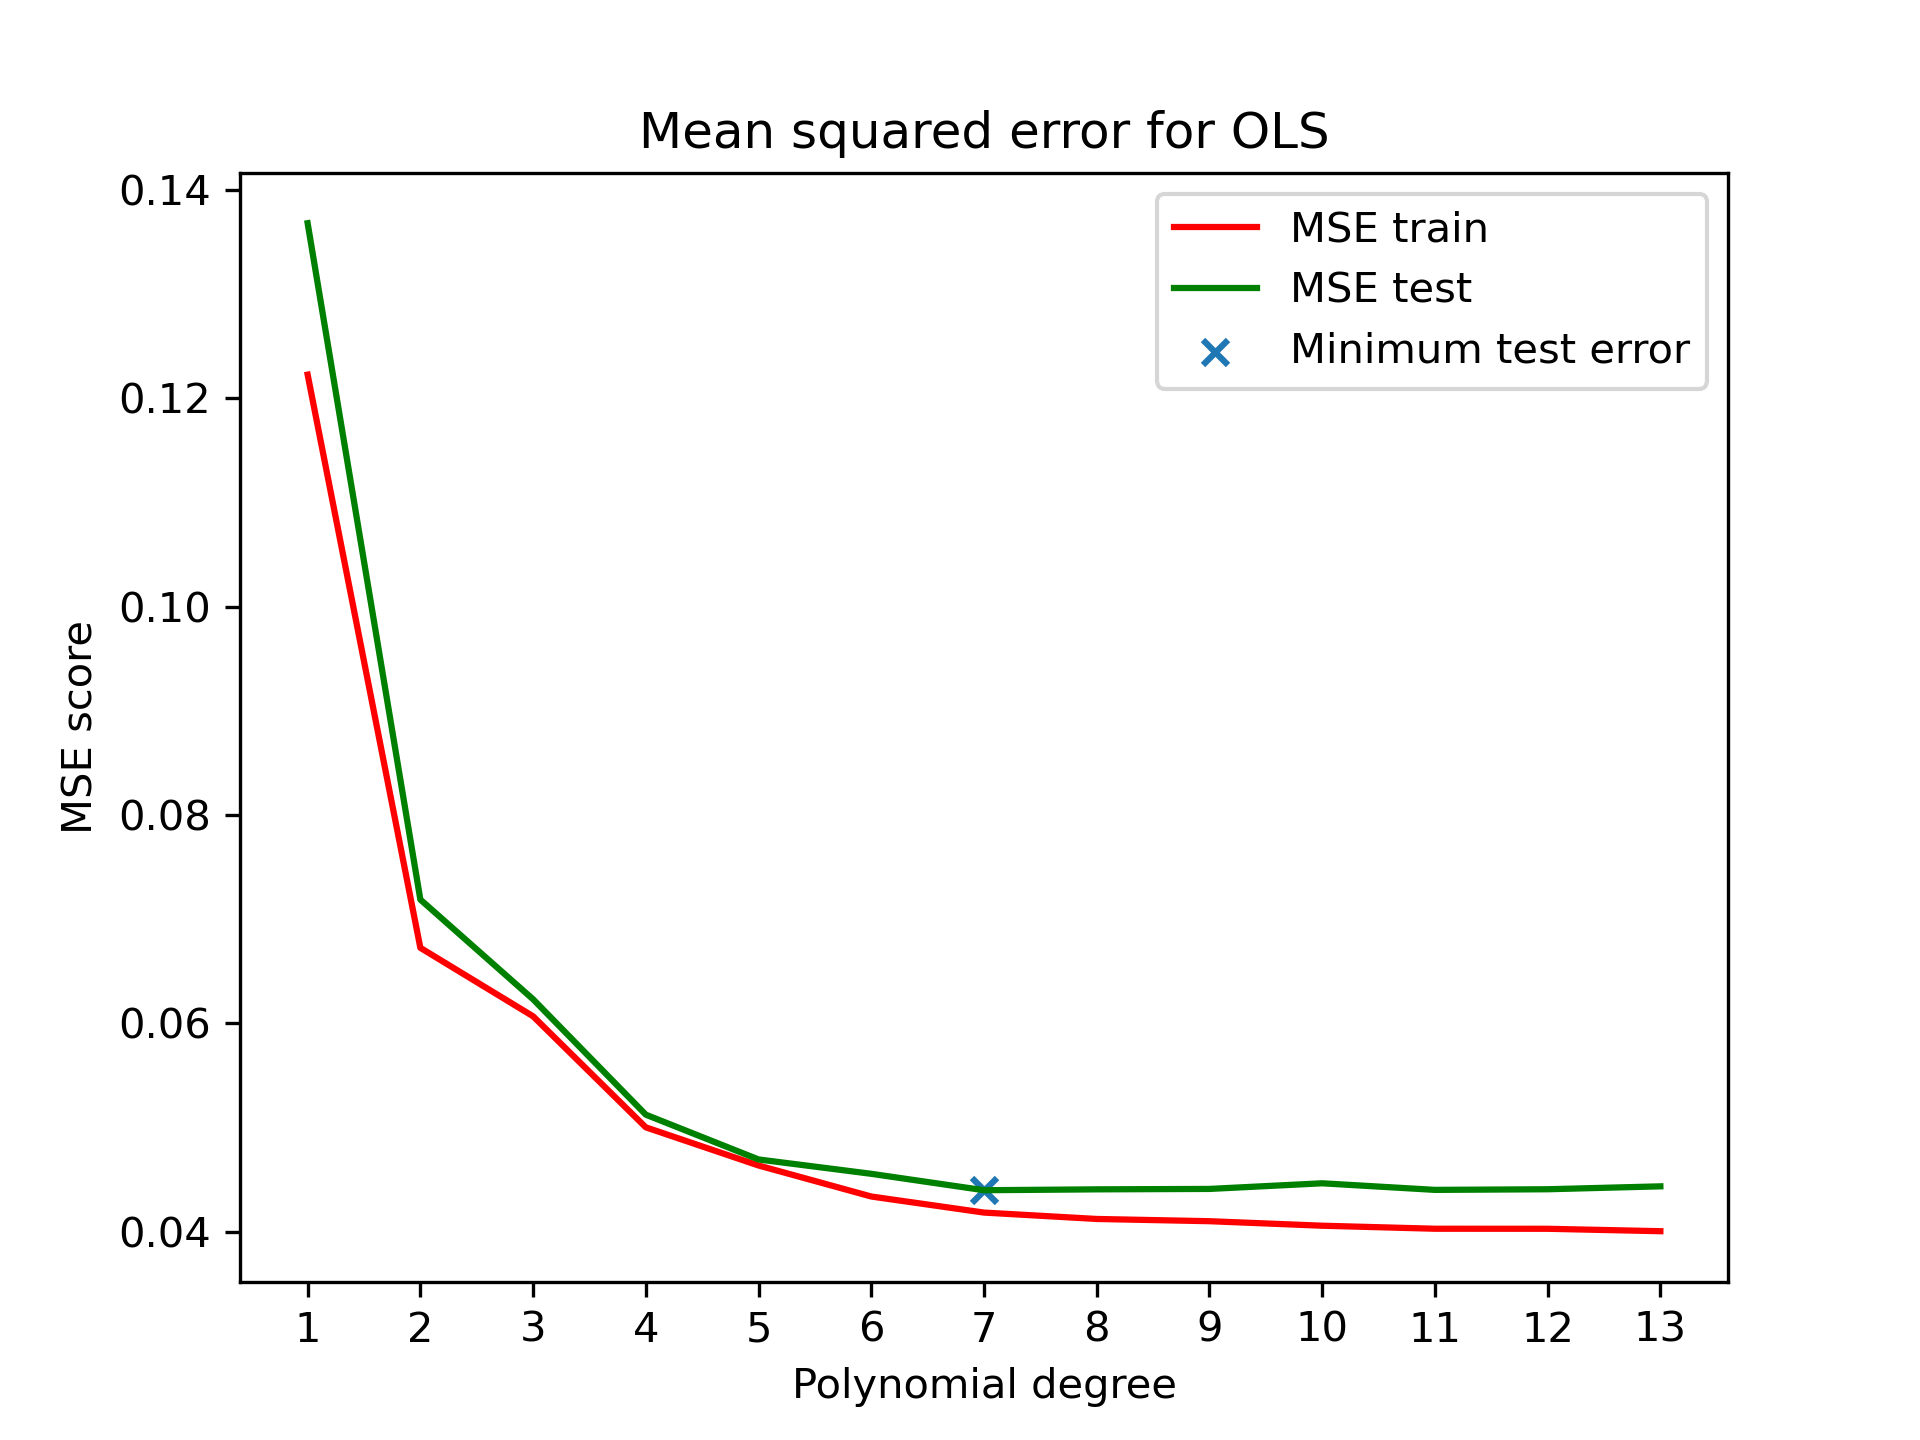 Mean squared error for OLS
0.14
0.12
0.10
0.08
0.06
0.04
MSE score
MSE train
MSE test
Minimum test error
1 2 3 4 5 6 7 8 9 10 11 12 13
Polynomial degree